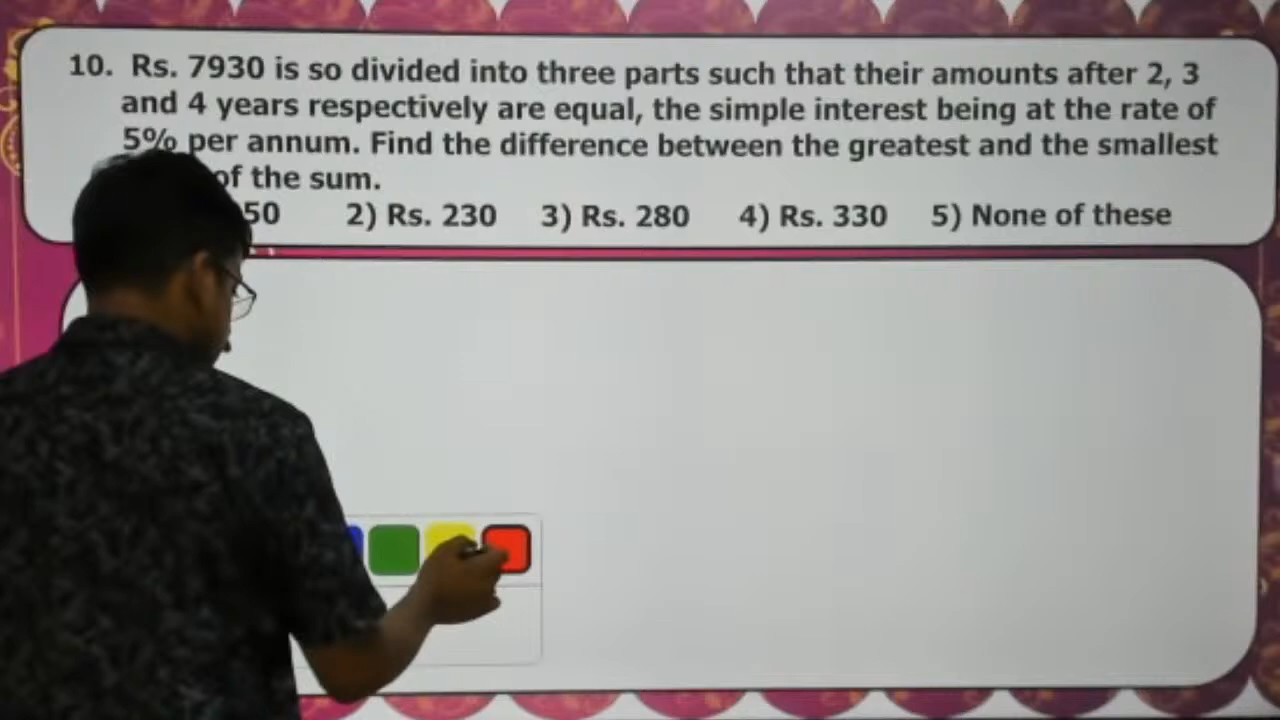 10. Rs. 7930 is so divided into three parts such that their amounts after 2, 3
and 4 years respectively are equal, the simple interest being at the rate of
5% per annum. Find the difference between the greatest and the smallest
of the sum.
50 2) Rs. 230 3) Rs. 280 4) Rs. 330 5) None of these